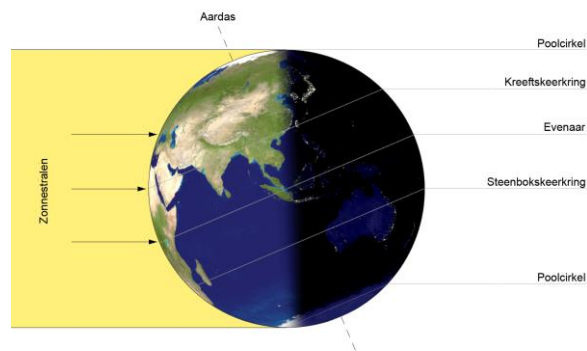 Aardas
Poolcirkel
Kreeftskeerkring
Evenaar
Steenbokskeerkring
Poolcirkel
Zonnestralen